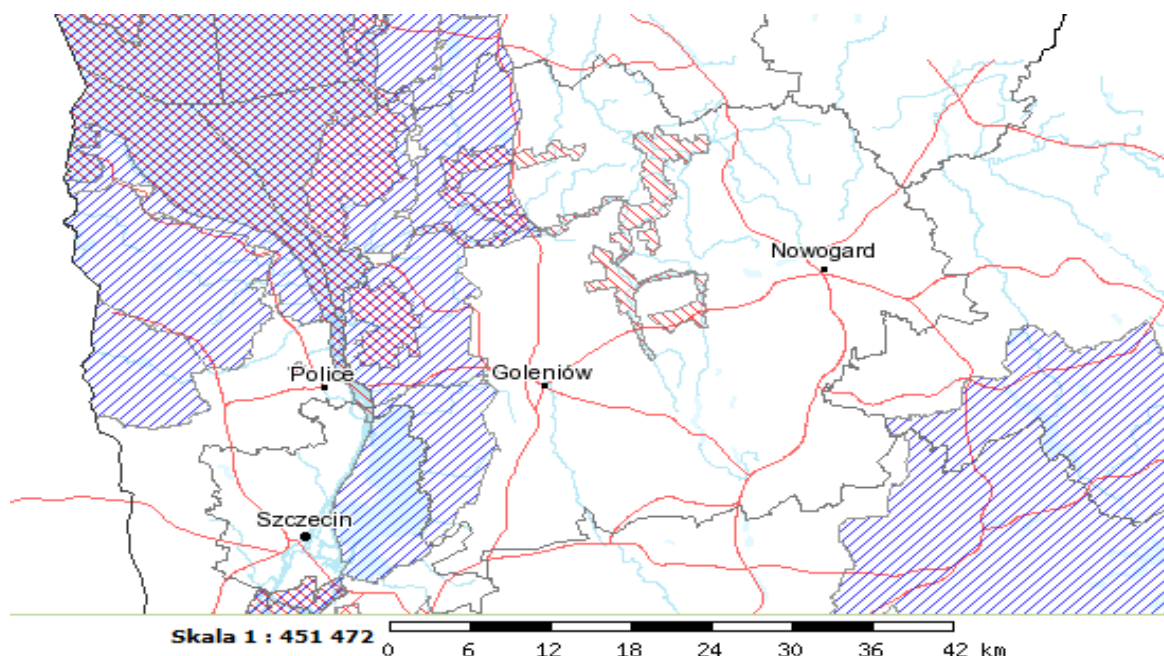 Nowogard
Police
Goleniów
Szczecin
Skala 1 : 451 472
0 6 12 18 24 30 36 42 km